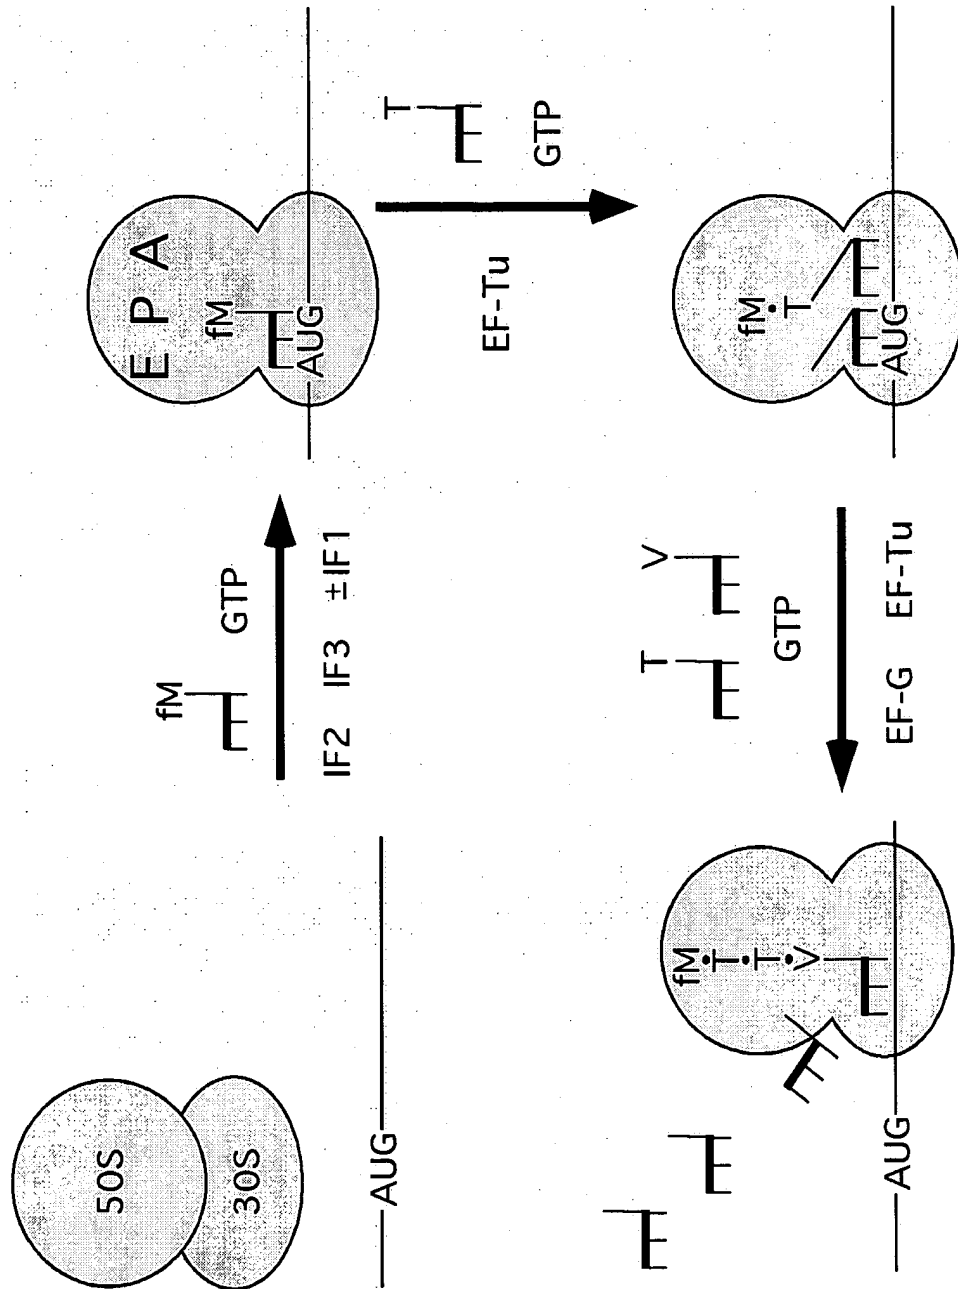 50S
30S
AUG
fM
GTP
IF2 IF3 ±IF1
E P A
fM
AUG
T
GTP
EF-Tu
fM
T
AUG
T
V
GTP
EF-G EF-Tu
fM•T•T•V
AUG